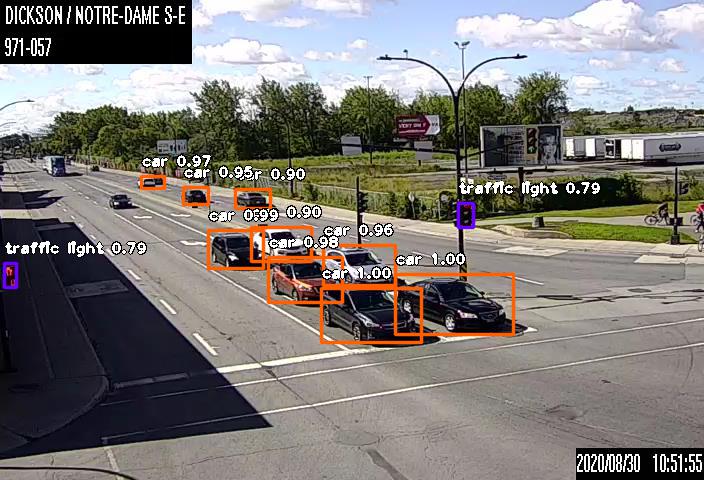 DICKSON / NOTRE-DAME S-E
971-057
car 0.97
car 0.95
r 0.90
traffic light 0.79
car 0.99
0.90
car 0.98
car 0.96
traffic light 0.79
car 1.00
car 1.00
2020/08/30 10:51:55